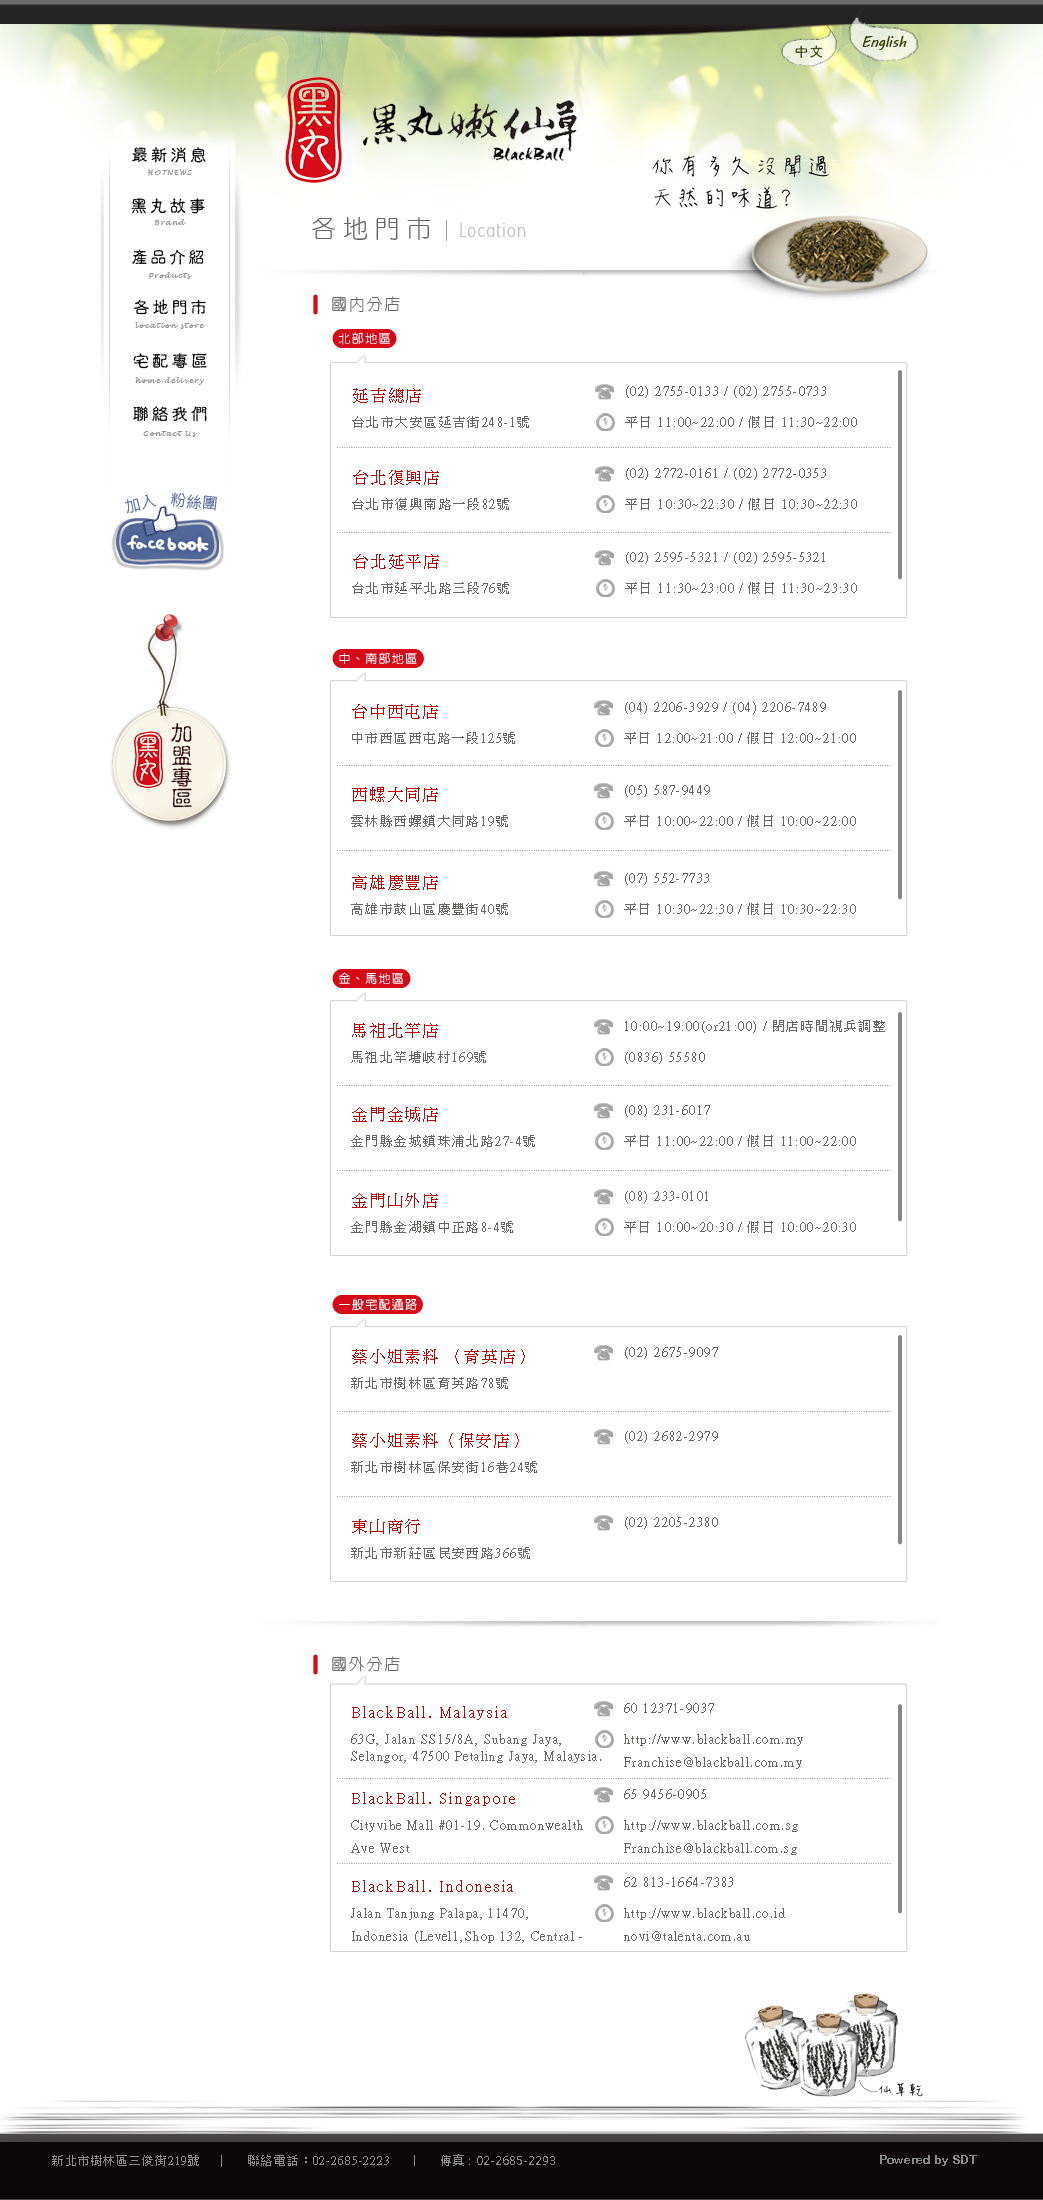 中文
English
黑丸
黑丸嫩仙草
BlackBall
你有多久沒聞過
天然的味道?
最新消息
HOTNEWS
黑丸故事
Brand
產品介紹
Products
各地門市
location store
宅配專區
home delivery
聯絡我們
Contact Us
加入 粉絲團
facebook
黑丸
加盟專區
各地門市 | Location
國內分店
北部地區
延吉總店
(02) 2755-0133 / (02) 2755-0733
台北市大安區延吉街248-1號
平日 11:00~22:00 / 假日 11:30~22:00
台北復興店
(02) 2772-0161 / (02) 2772-0353
台北市復興南路一段82號
平日 10:30~22:30 / 假日 10:30~22:30
台北延平店
(02) 2595-5321 / (02) 2595-5321
台北市延平北路三段76號
平日 11:30~23:00 / 假日 11:30~23:30
中、南部地區
台中西屯店
(04) 2206-3929 / (04) 2206-7489
中市西區西屯路一段125號
平日 12:00~21:00 / 假日 12:00~21:00
西螺大同店
(05) 587-9449
雲林縣西螺鎮大同路19號
平日 10:00~22:00 / 假日 10:00~22:00
高雄慶豐店
(07) 552-7733
高雄市鼓山區慶豐街40號
平日 10:30~22:30 / 假日 10:30~22:30
金、馬地區
馬祖北竿店
10:00~19:00(or21:00) / 閉店時間視兵調整
馬祖北竿塘岐村169號
(0836) 55580
金門金城店
(08) 231-6017
金門縣金城鎮珠浦北路27-4號
平日 11:00~22:00 / 假日 11:00~22:00
金門山外店
(08) 233-0101
金門縣金湖鎮中正路8-4號
平日 10:00~20:30 / 假日 10:00~20:30
一般宅配通路
蔡小姐素料 （育英店）
(02) 2675-9097
新北市樹林區育英路78號
蔡小姐素料（保安店）
(02) 2682-2979
新北市樹林區保安街16巷24號
東山商行
(02) 2205-2380
新北市新莊區民安西路366號
國外分店
BlackBall. Malaysia
60 12371-9037
63G, Jalan SS15/8A, Subang Jaya,
Selangor, 47500 Petaling Jaya, Malaysia.
http://www.blackball.com.my
Franchise@blackball.com.my
BlackBall. Singapore
65 9456-0905
Cityvibe Mall #01-19. Commonwealth
Ave West
http://www.blackball.com.sg
Franchise@blackball.com.sg
BlackBall. Indonesia
62 813-1664-7383
Jalan Tanjung Palapa, 11470,
Indonesia (Level1,Shop 132, Central -
http://www.blackball.co.id
novi@talenta.com.au
仙草乾
新北市樹林區三俊街219號 | 聯絡電話：02-2685-2223 | 傳真 : 02-2685-2293
Powered by SDT